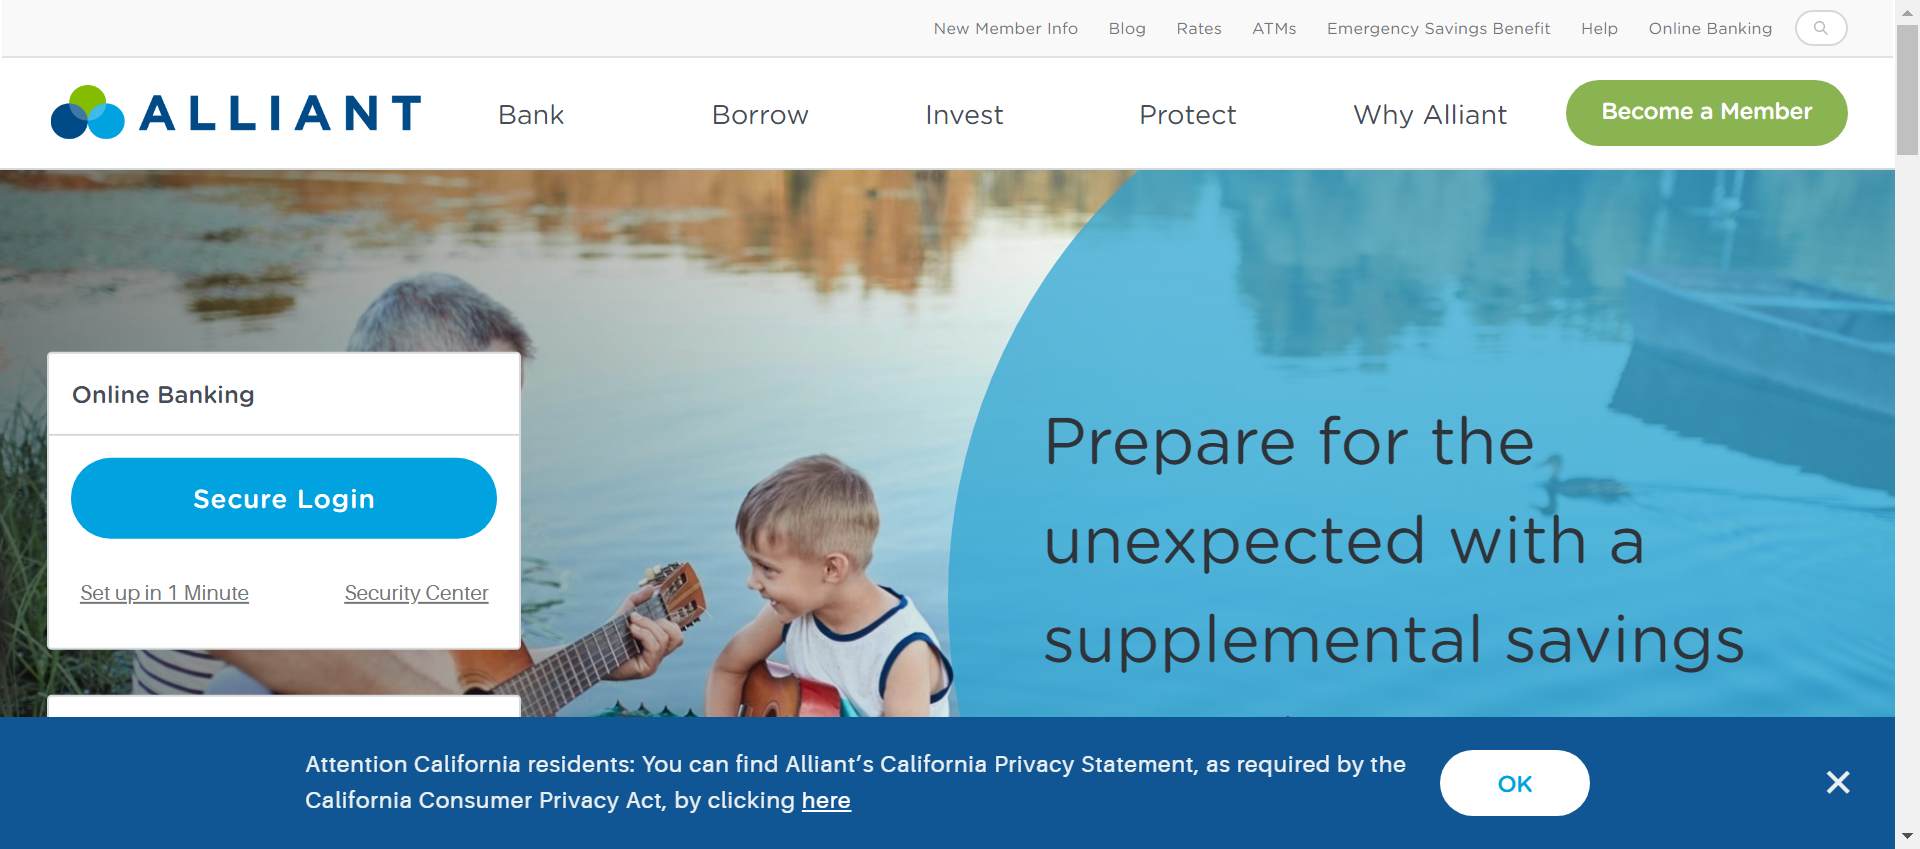 New Member Info Blog Rates ATMs Emergency Savings Benefit Help Online Banking
ALLIANT Bank Borrow Invest Protect Why Alliant Become a Member
Online Banking
Secure Login
Set up in 1 Minute Security Center
Prepare for the
unexpected with a
supplemental savings
Attention California residents: You can find Alliant’s California Privacy Statement, as required by the
California Consumer Privacy Act, by clicking here
OK